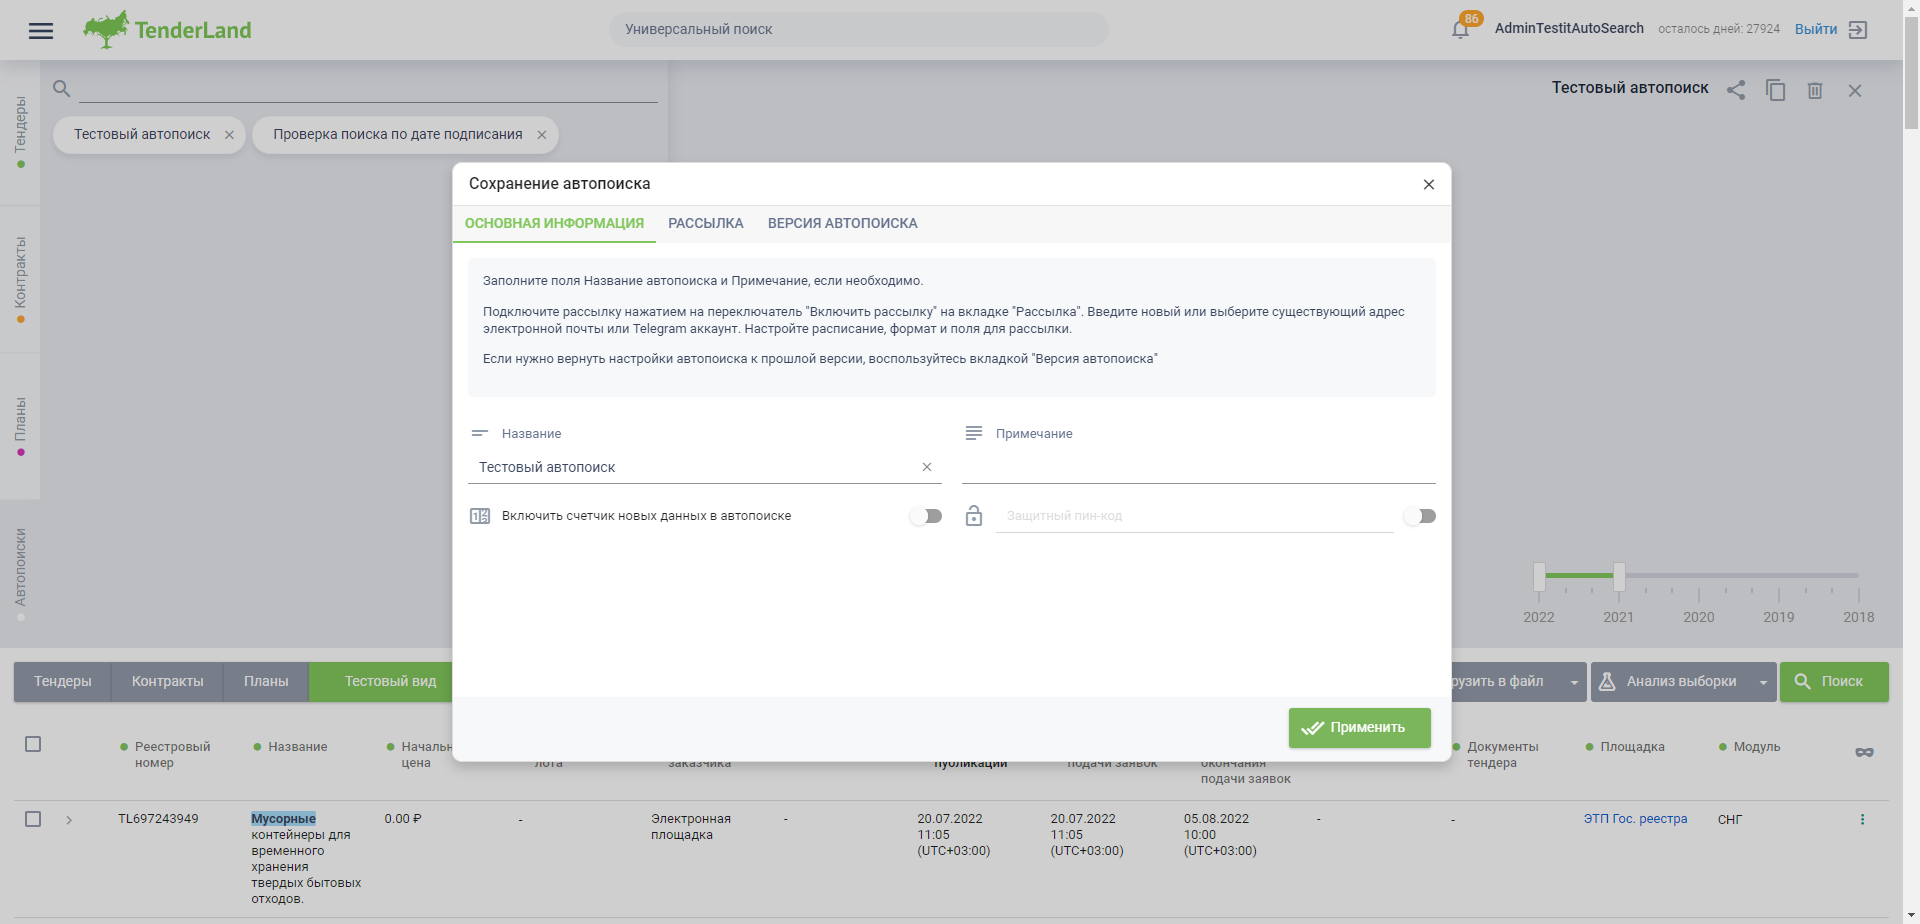 TenderLand
Универсальный поиск
86
AdminTestitAutoSearch
осталось дней: 27924
Выйти
Тендеры
Контракты
Планы
Автопоиски
Тестовый автопоиск
Проверка поиска по дате подписания
Тестовый автопоиск
Сохранение автопоиска
ОСНОВНАЯ ИНФОРМАЦИЯ
РАССЫЛКА
ВЕРСИЯ АВТОПОИСКА
Заполните поля Название автопоиска и Примечание, если необходимо.
Подключите рассылку нажатием на переключатель "Включить рассылку" на вкладке "Рассылка". Введите новый или выберите существующий адрес
электронной почты или Telegram аккаунт. Настройте расписание, формат и поля для рассылки.
Если нужно вернуть настройки автопоиска к прошлой версии, воспользуйтесь вкладкой "Версия автопоиска"
Название
Примечание
Тестовый автопоиск
Включить счетчик новых данных в автопоиске
Защитный пин-код
Применить
2022
2021
2020
2019
2018
Тендеры
Контракты
Планы
Тестовый вид
рузить в файл
Анализ выборки
Поиск
Реестровый
номер
Название
Начальн
цена
лота
заказчика
публикации
подачи заявок
окончания
подачи заявок
Документы
тендера
Площадка
Модуль
TL697243949
Мусорные
контейнеры для
временного
хранения
твердых бытовых
отходов.
0.00 ₽
-
Электронная
площадка
-
20.07.2022
11:05
(UTC+03:00)
20.07.2022
11:05
(UTC+03:00)
05.08.2022
10:00
(UTC+03:00)
-
-
ЭТП Гос. реестра
СНГ